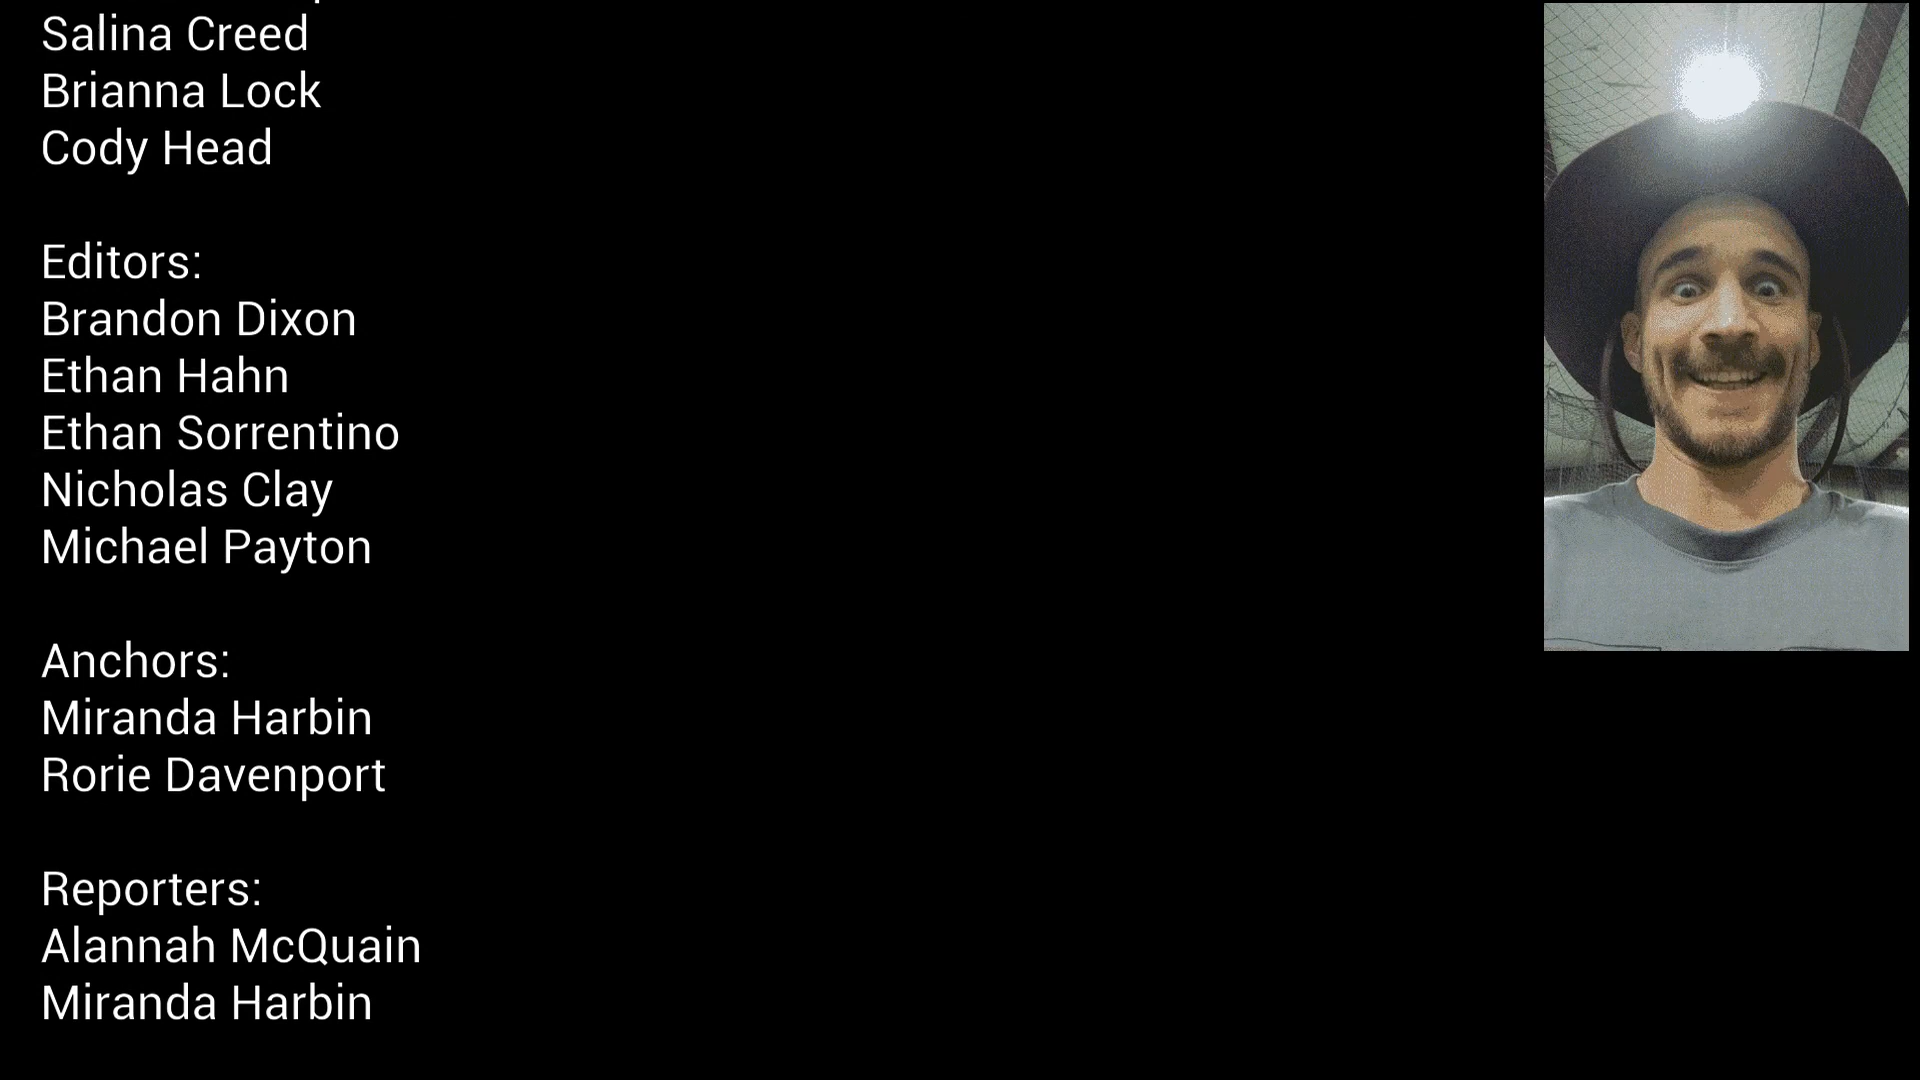 Salina Creed
Brianna Lock
Cody Head
Editors:
Brandon Dixon
Ethan Hahn
Ethan Sorrentino
Nicholas Clay
Michael Payton
Anchors:
Miranda Harbin
Rorie Davenport
Reporters:
Alannah McQuain
Miranda Harbin